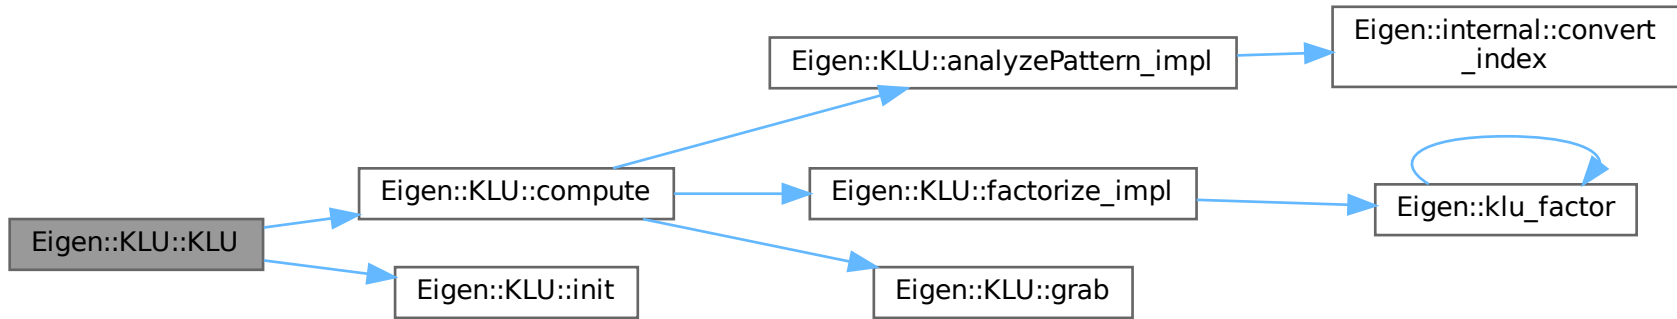 Eigen::KLU::KLU
Eigen::KLU::compute
Eigen::KLU::init
Eigen::KLU::analyzePattern_impl
Eigen::KLU::factorize_impl
Eigen::KLU::grab
Eigen::internal::convert
_index
Eigen::klu_factor